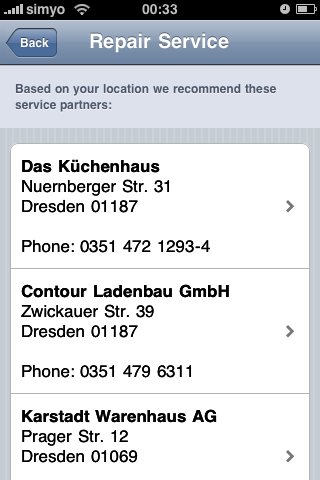 simyo 00:33
Back Repair Service
Based on your location we recommend these
service partners:
Das Küchenhaus
Nuernberger Str. 31
Dresden 01187
Phone: 0351 472 1293-4
Contour Ladenbau GmbH
Zwickauer Str. 39
Dresden 01187
Phone: 0351 479 6311
Karstadt Warenhaus AG
Prager Str. 12
Dresden 01069